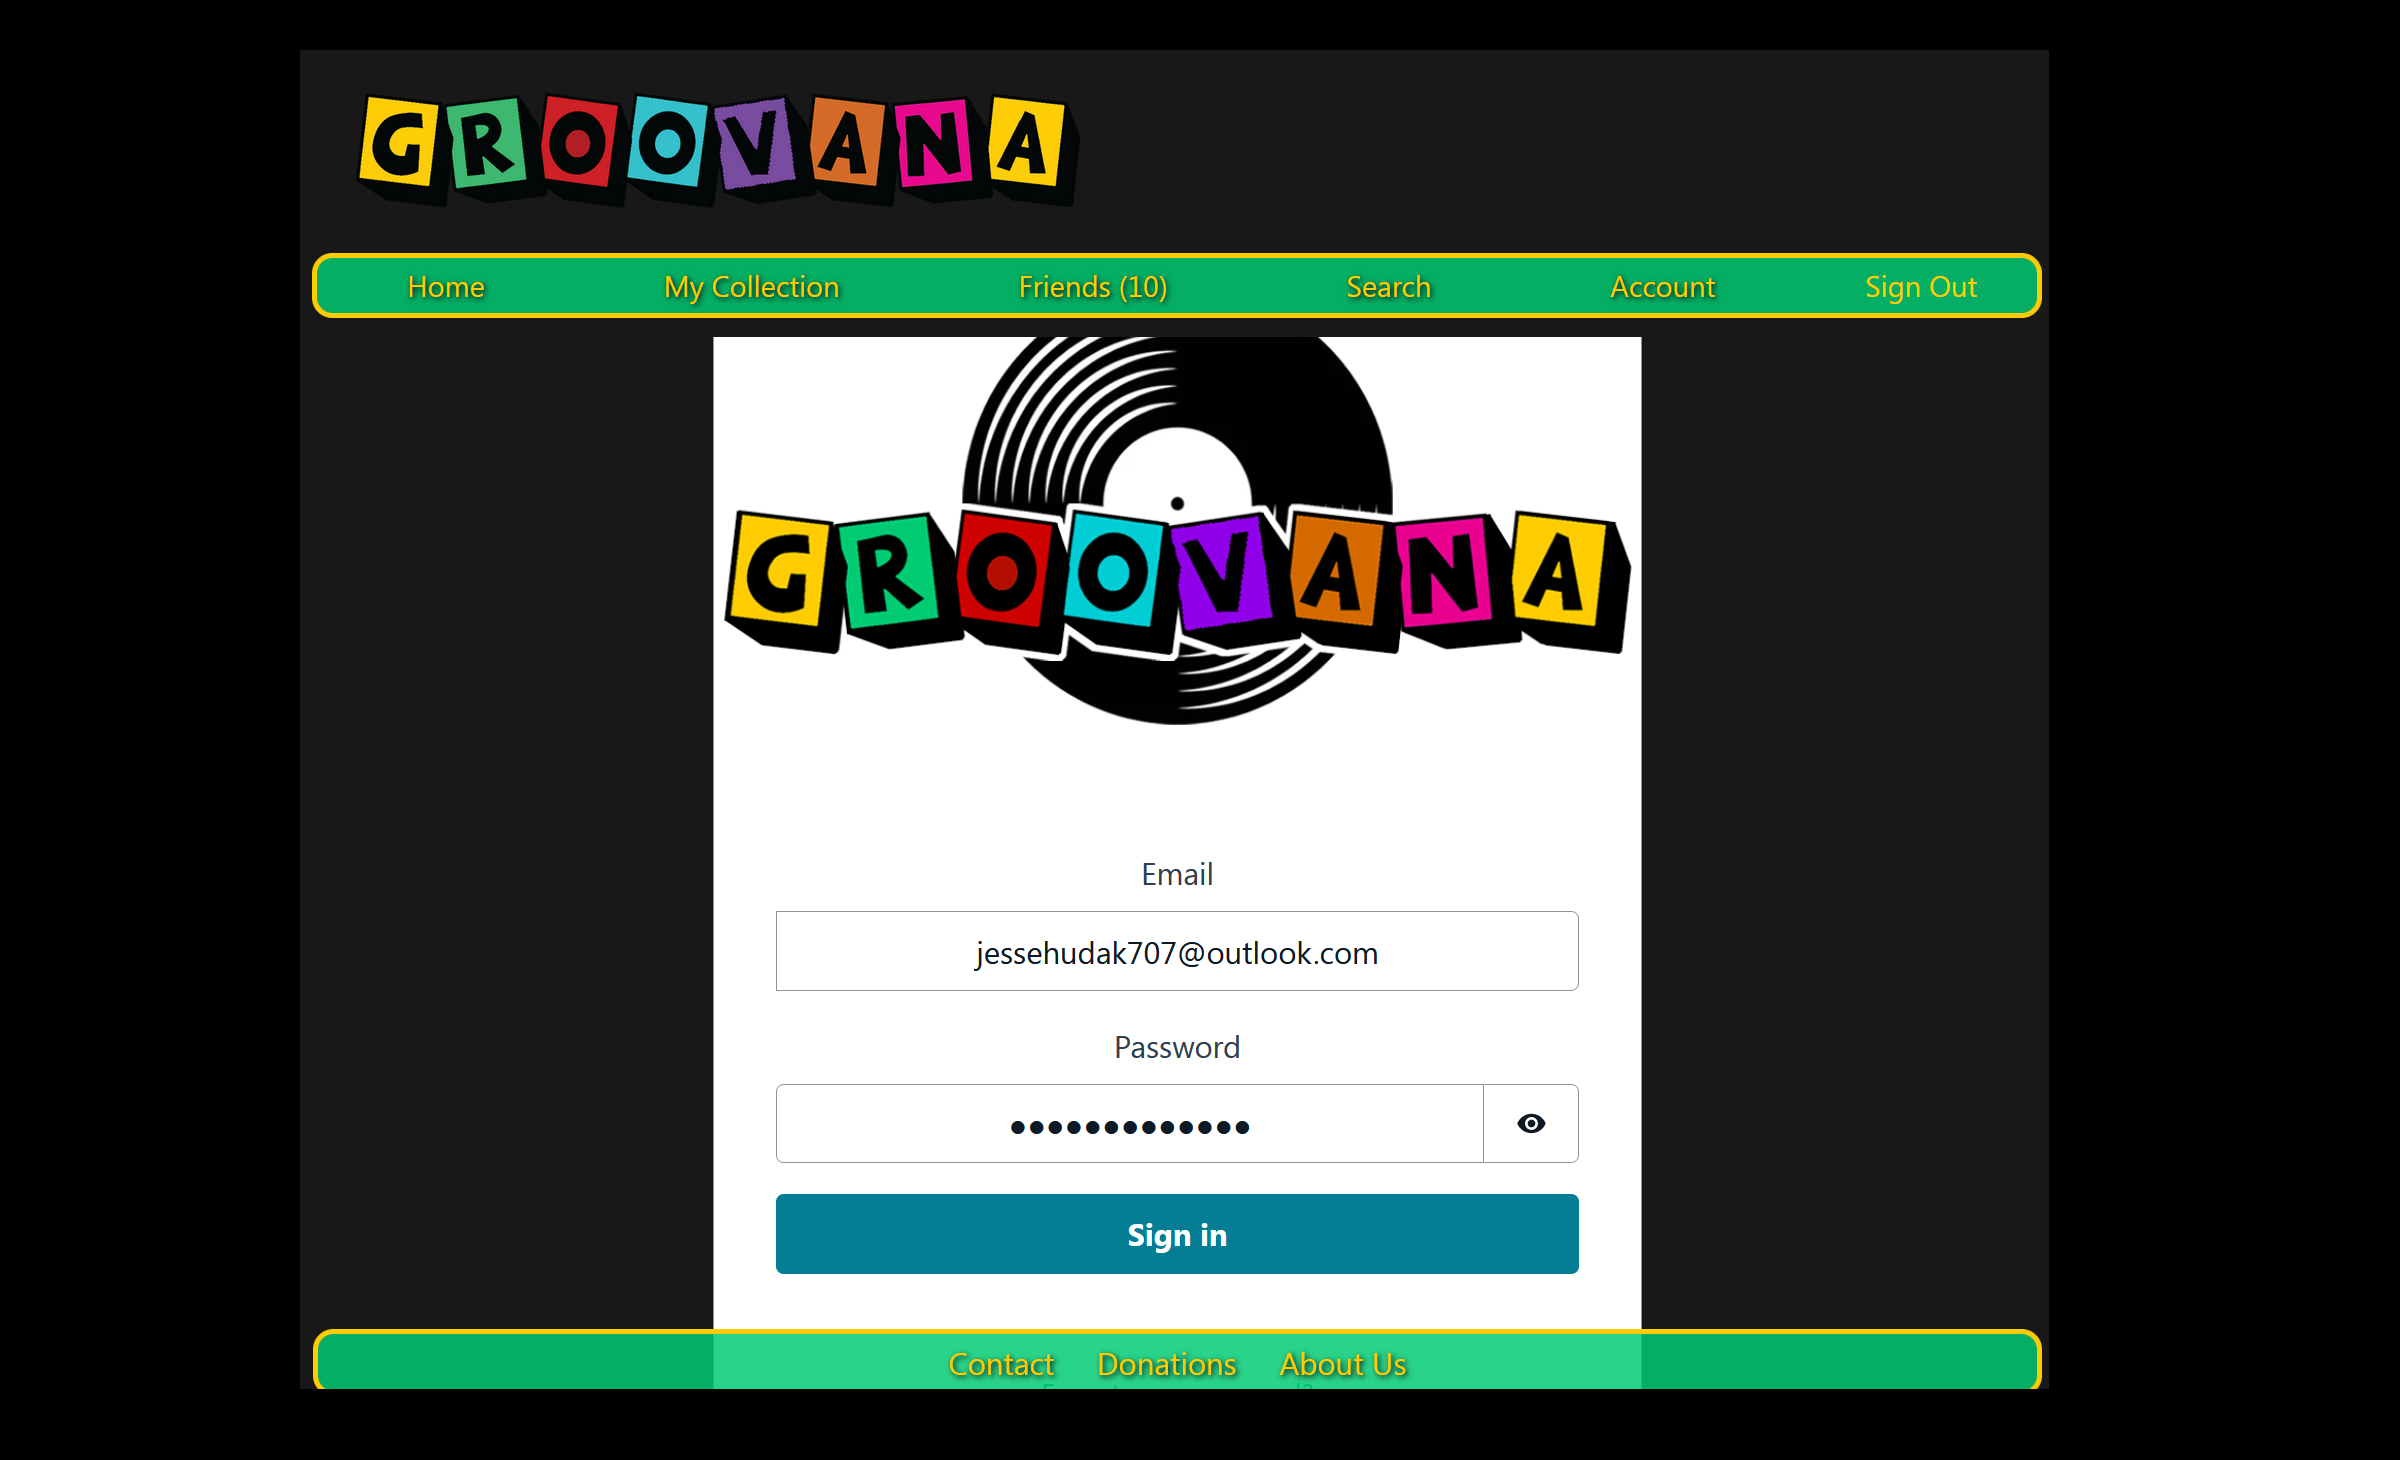 GROOVANA
Home My Collection Friends (10) Search Account Sign Out
GROOVANA
Email
jessehudak707@outlook.com
Password
•••••••••••••
Sign in
Contact Donations About Us